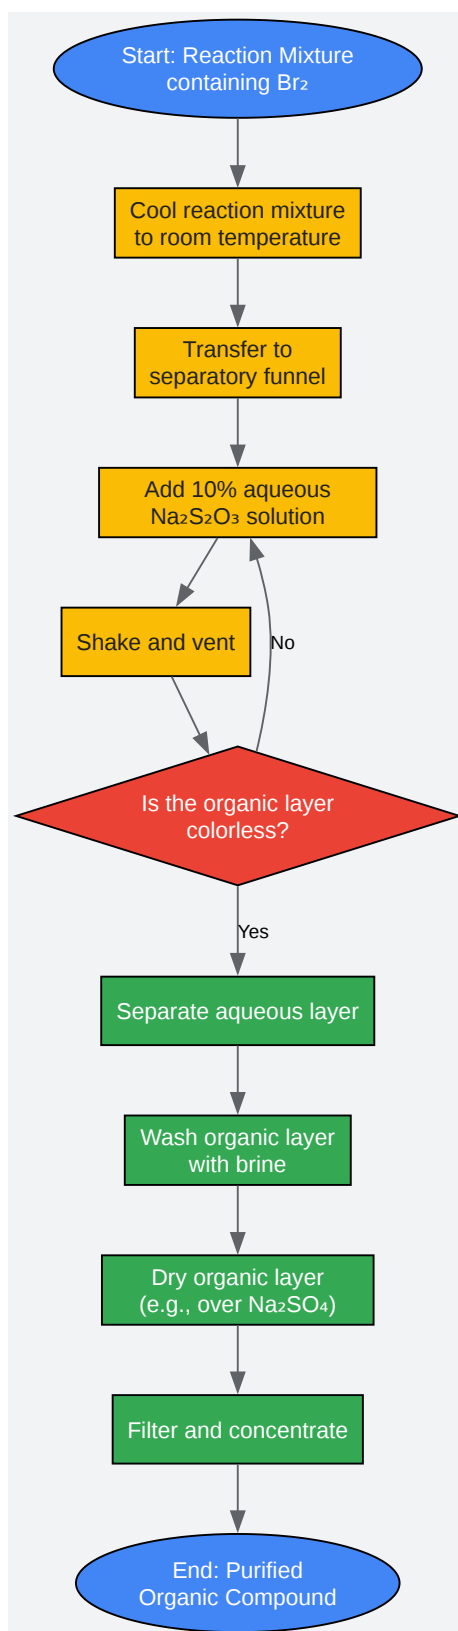 Start: Reaction Mixture
containing Br₂
Cool reaction mixture
to room temperature
Transfer to
separatory funnel
Add 10% aqueous
Na₂S₂O₃ solution
Shake and vent
No
Is the organic layer
colorless?
Yes
Separate aqueous layer
Wash organic layer
with brine
Dry organic layer
(e.g., over Na₂SO₄)
Filter and concentrate
End: Purified
Organic Compound